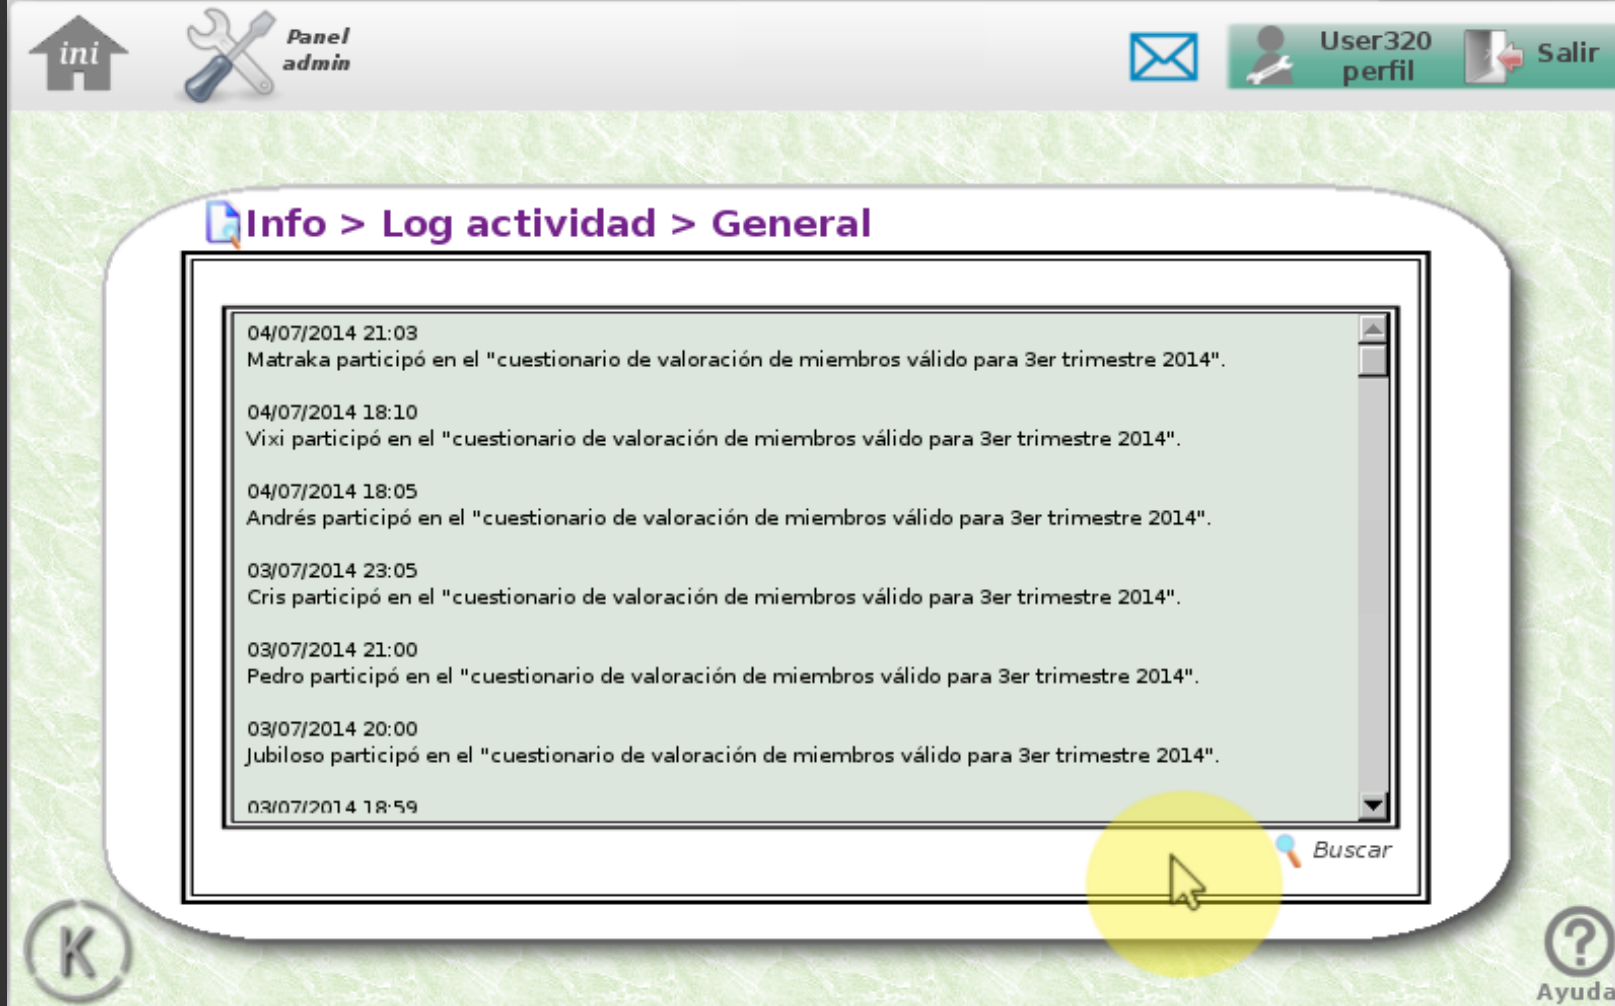 ini
Panel
admin
User320
perfil
Salir
Info > Log actividad > General
04/07/2014 21:03
Matraka participó en el "cuestionario de valoración de miembros válido para 3er trimestre 2014".
04/07/2014 18:10
Vixi participó en el "cuestionario de valoración de miembros válido para 3er trimestre 2014".
04/07/2014 18:05
Andrés participó en el "cuestionario de valoración de miembros válido para 3er trimestre 2014".
03/07/2014 23:05
Cris participó en el "cuestionario de valoración de miembros válido para 3er trimestre 2014".
03/07/2014 21:00
Pedro participó en el "cuestionario de valoración de miembros válido para 3er trimestre 2014".
03/07/2014 20:00
Jubiloso participó en el "cuestionario de valoración de miembros válido para 3er trimestre 2014".
03/07/2014 18:59
Buscar
K
?
Ayuda